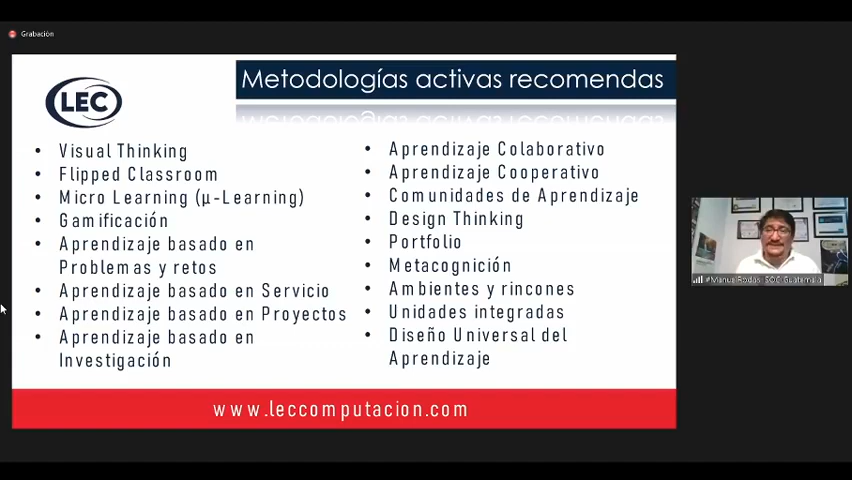 Grabación
Metodologías activas recomendas
LEC
• Visual Thinking
• Flipped Classroom
• Micro Learning (µ-Learning)
• Gamificación
• Aprendizaje basado en
Problemas y retos
• Aprendizaje basado en Servicio
• Aprendizaje basado en Proyectos
• Aprendizaje basado en
Investigación
• Aprendizaje Colaborativo
• Aprendizaje Cooperativo
• Comunidades de Aprendizaje
• Design Thinking
• Portfolio
• Metacognición
• Ambientes y rincones
• Unidades integradas
• Diseño Universal del
Aprendizaje
www.leccomputacion.com
Guatemala